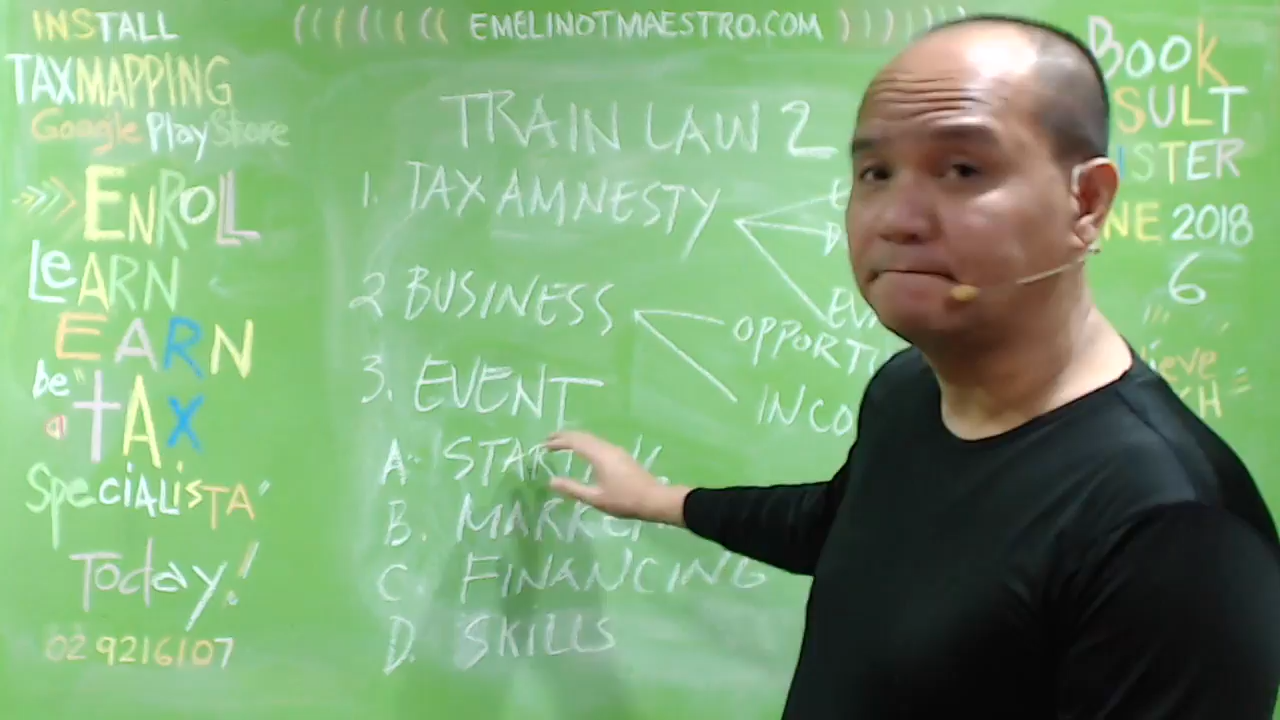 INSTALL
TAXMAPPING
Google PlayStore
>>>> ENROLL
LEARN
EARN
be a
TAX
SpeciALisTA
Today!
02 9216107
(((((( EMELINOTMAESTRO.COM ))))))
TRAIN LAW 2
1. TAX AMNESTY
2 BUSINESS
OPPORT
INCO
3. EVENT
A. START
B. MARKE
C. FINANCING
D. SKILLS
BooK
SULT
ISTER
NE 2018
6
ieve